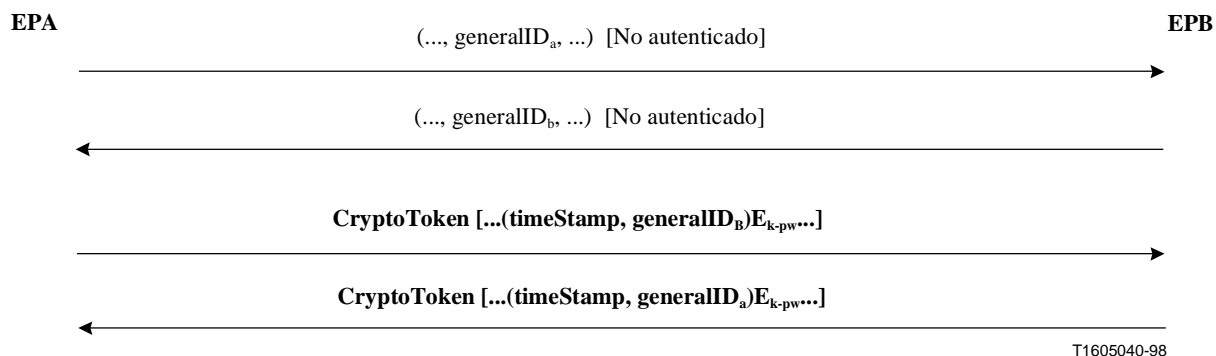 EPA
EPB
(..., generalIDa, ...) [No autenticado]
(..., generalIDb, ...) [No autenticado]
CryptoToken [...(timeStamp, generalIDB)Ek-pw...]
CryptoToken [...(timeStamp, generalIDa)Ek-pw...]
T1605040-98